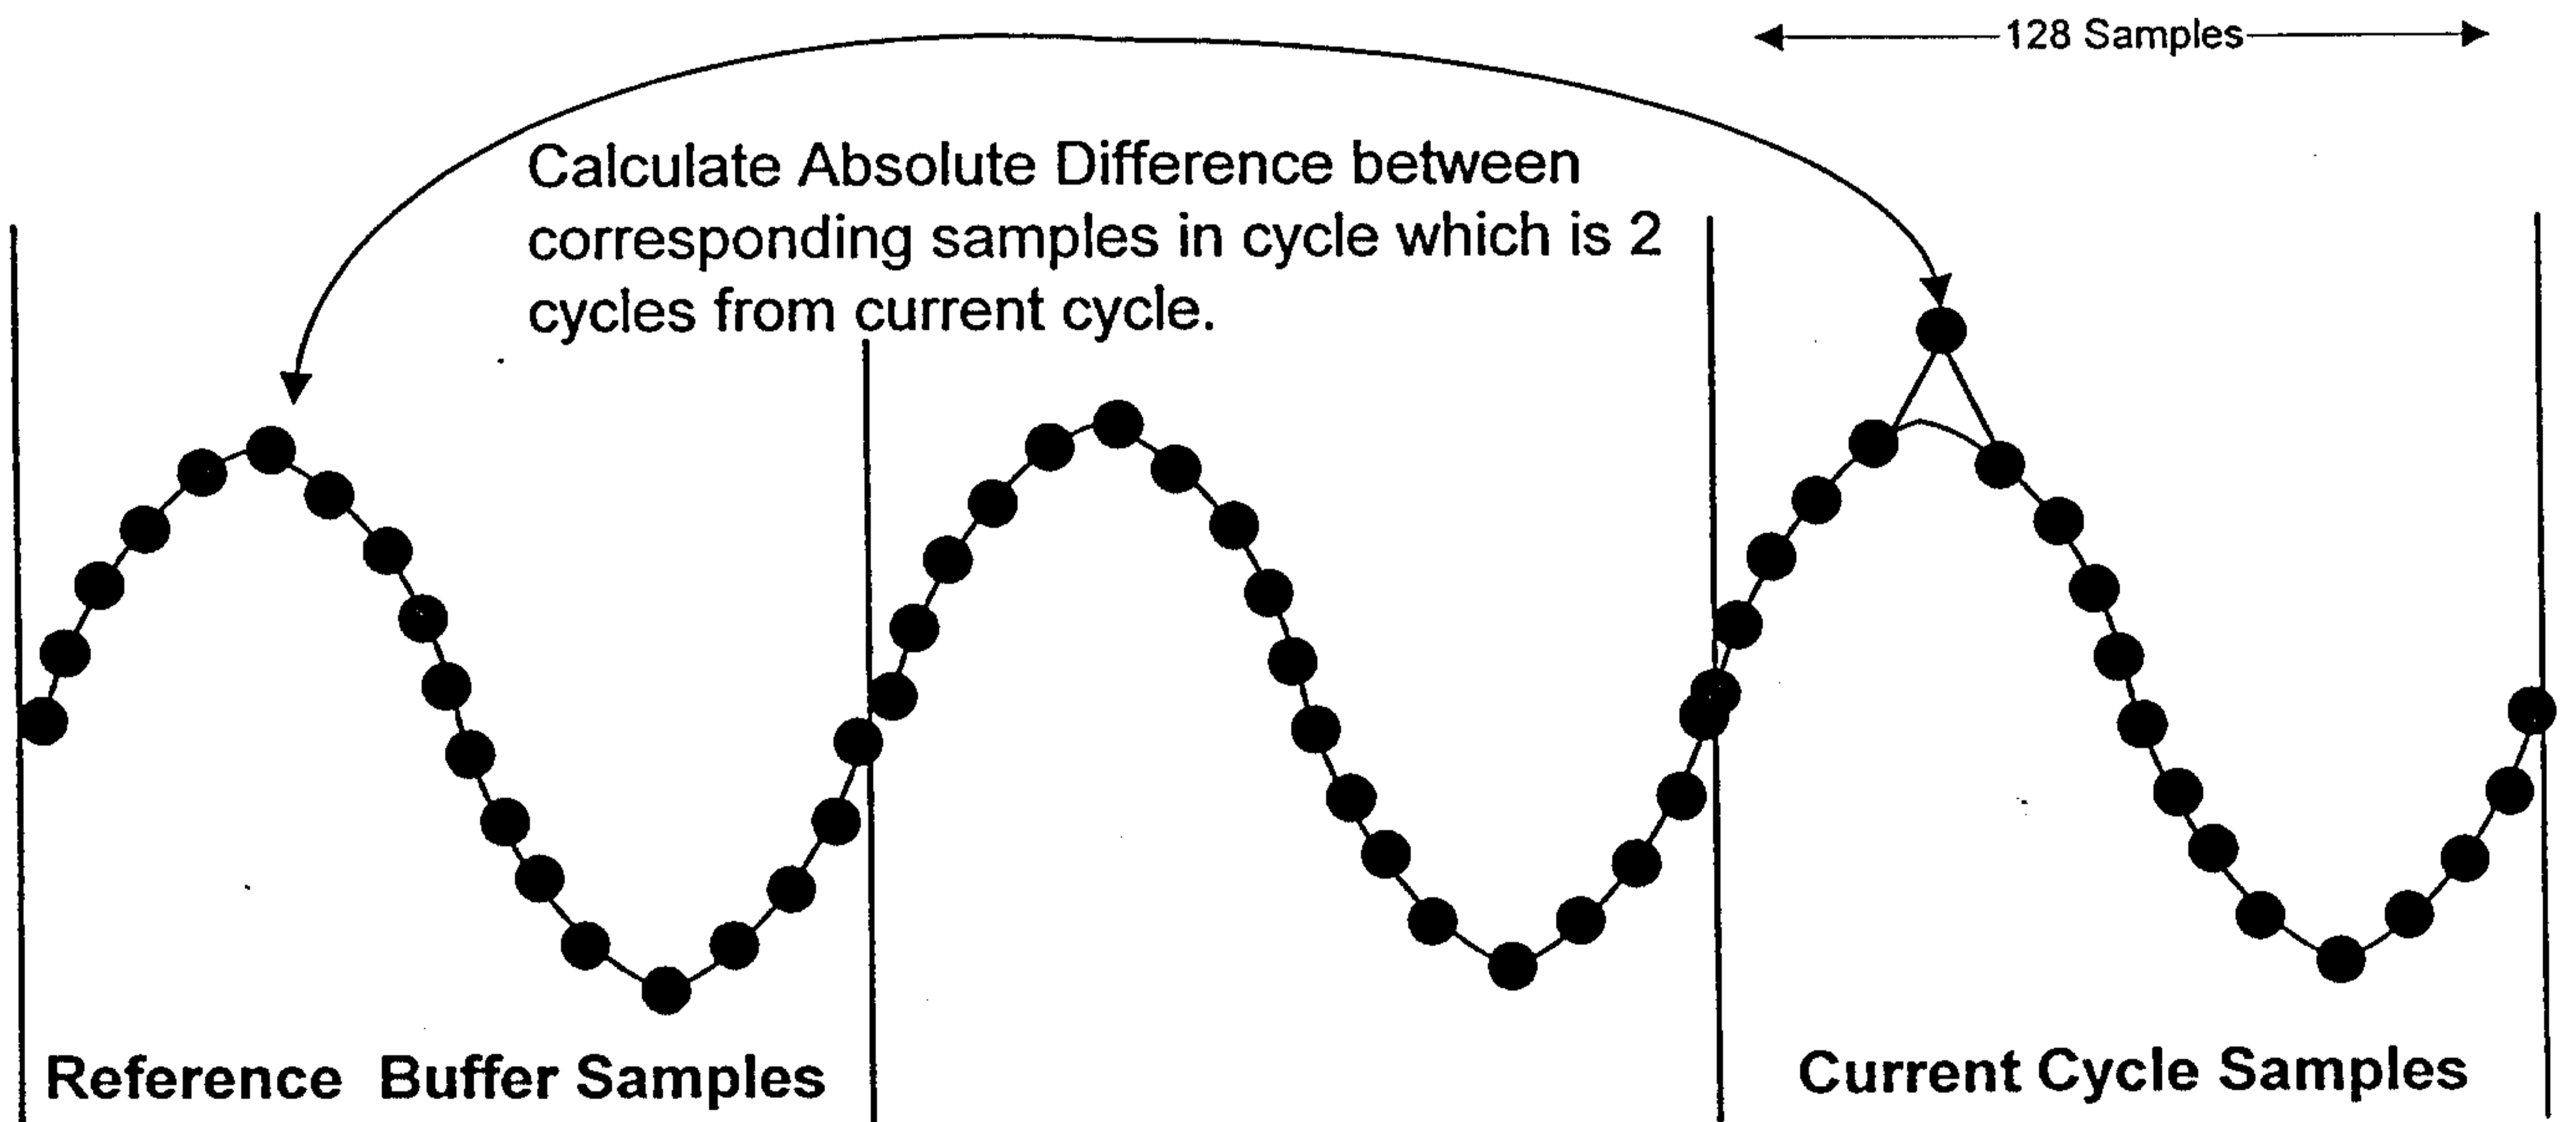 128 Samples
Calculate Absolute Difference between
corresponding samples in cycle which is 2
cycles from current cycle.
Reference Buffer Samples
Current Cycle Samples